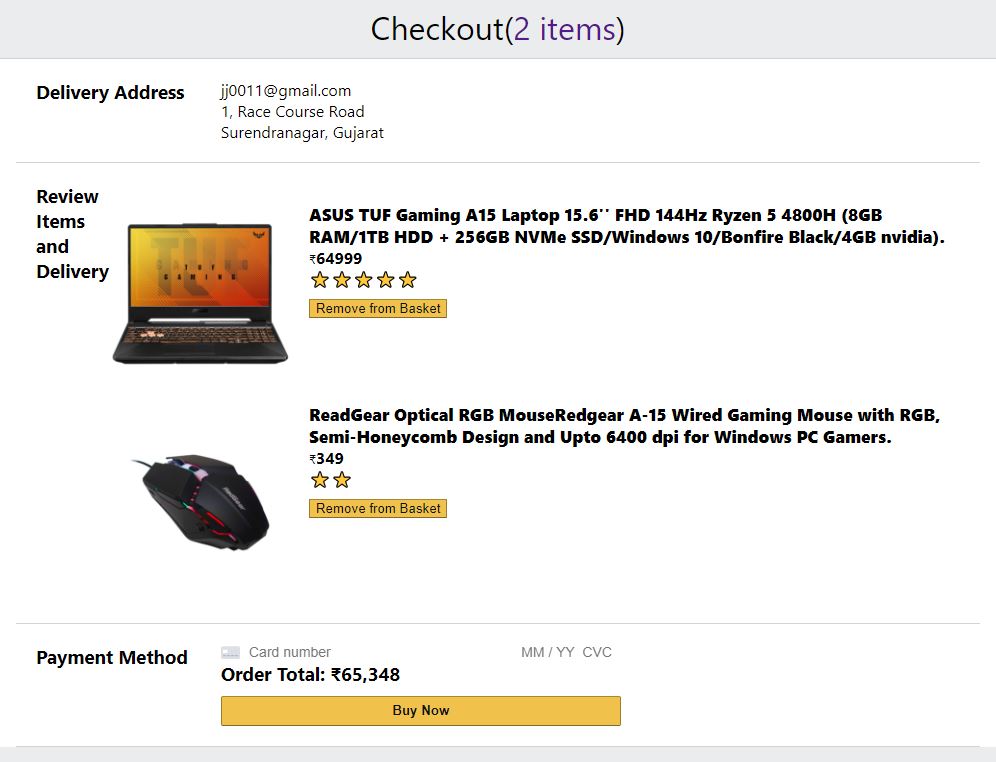 Checkout(2 items)
Delivery Address
jj0011@gmail.com
1, Race Course Road
Surendranagar, Gujarat
Review
Items
and
Delivery
ASUS TUF Gaming A15 Laptop 15.6'' FHD 144Hz Ryzen 5 4800H (8GB
RAM/1TB HDD + 256GB NVMe SSD/Windows 10/Bonfire Black/4GB nvidia).
₹64999
Remove from Basket
TUF GAMING
ReadGear Optical RGB MouseRedgear A-15 Wired Gaming Mouse with RGB,
Semi-Honeycomb Design and Upto 6400 dpi for Windows PC Gamers.
₹349
Remove from Basket
Payment Method
Card number
MM / YY CVC
Order Total: ₹65,348
Buy Now